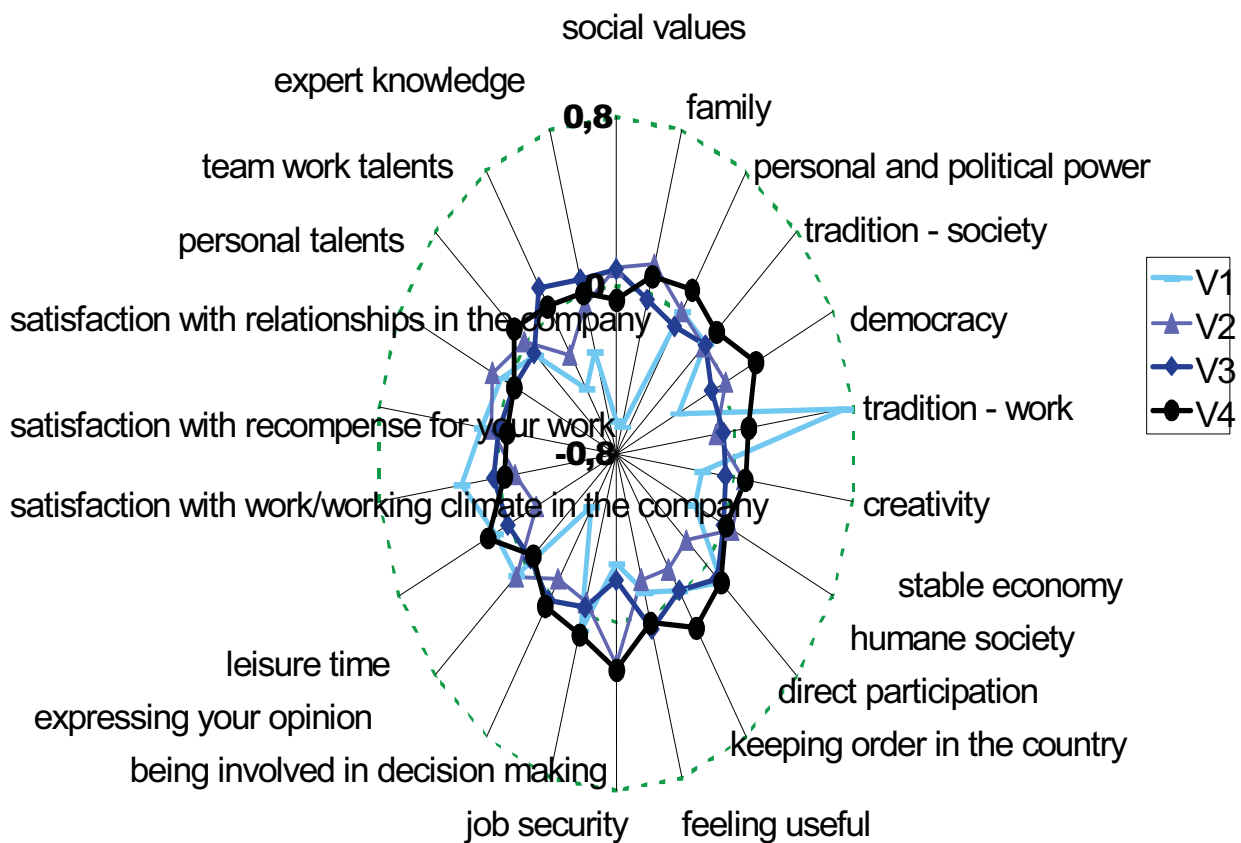 social values
expert knowledge
0,8
family
team work talents
personal and political power
personal talents
tradition - society
0
satisfaction with relationships in the company
democracy
V1
V2
V3
V4
satisfaction with recompense for your work
tradition - work
-0,8
satisfaction with work/working climate in the company
creativity
stable economy
humane society
leisure time
direct participation
expressing your opinion
keeping order in the country
being involved in decision making
job security
feeling useful